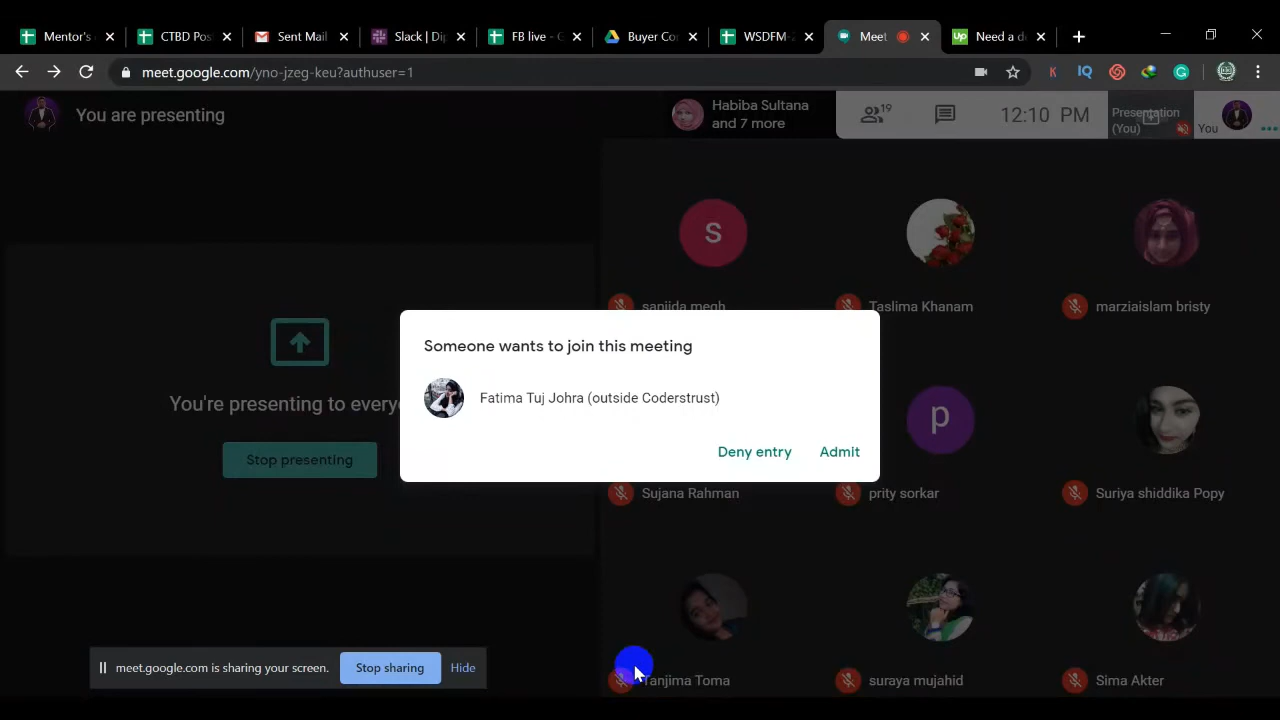 Mentor's
CTBD Pos
Sent Mail
Slack | Di
FB live - G
Buyer Co
WSDFM-
Meet
Need a d
meet.google.com/yno-jzeg-keu?authuser=1
You are presenting
Habiba Sultana
and 7 more
19
12:10 PM
Presentation
(You)
You
S
sanjida megh
Taslima Khanam
marziaislam bristy
Someone wants to join this meeting
Fatima Tuj Johra (outside Coderstrust)
Deny entry
Admit
You're presenting to everyo
Stop presenting
p
Sujana Rahman
prity sorkar
Suriya shiddika Popy
Tanjima Toma
suraya mujahid
Sima Akter
meet.google.com is sharing your screen.
Stop sharing
Hide